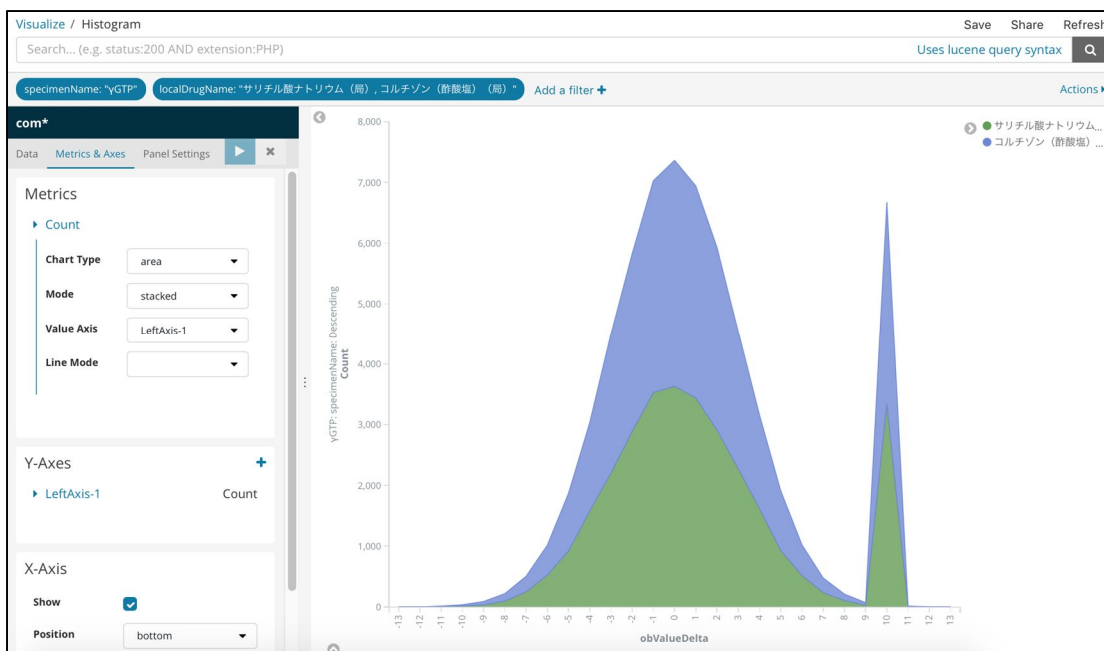 Visualize / Histogram
Save Share Refresh
Search... (e.g. status:200 AND extension:PHP)
Uses lucene query syntax
specimenName: "γGTP"
localDrugName: "サリチル酸ナトリウム（局）, コルチゾン（酢酸塩）（局）"
Add a filter +
Actions
com*
Data Metrics & Axes Panel Settings
Metrics
Count
Chart Type area
Mode stacked
Value Axis LeftAxis-1
Line Mode
Y-Axes
LeftAxis-1 Count
X-Axis
Show
Position bottom
γGTP: specimenName: Descending
Count
8,000
7,000
6,000
5,000
4,000
3,000
2,000
1,000
0
-13 -12 -11 -10 -9 -8 -7 -6 -5 -4 -3 -2 -1 0 1 2 3 4 5 6 7 8 9 10 11 12 13
obValueDelta
サリチル酸ナトリウム...
コルチゾン（酢酸塩）...